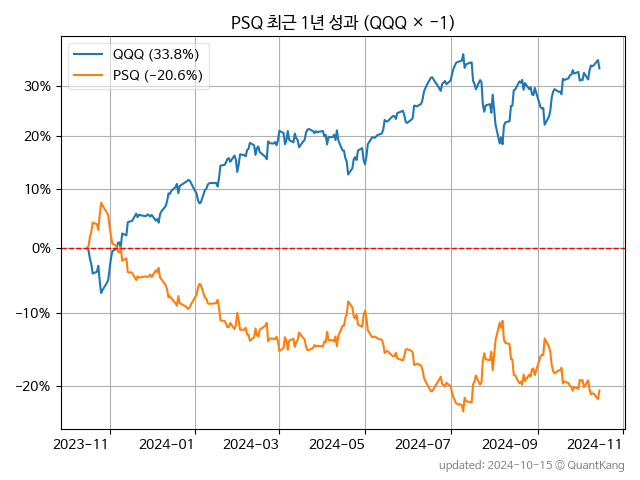 PSQ 최근 1년 성과 (QQQ × −1)
QQQ (33.8%)
PSQ (−20.6%)
30%
20%
10%
0%
−10%
−20%
2023−11 2024−01 2024−03 2024−05 2024−07 2024−09 2024−11
updated: 2024-10-15 © QuantKang